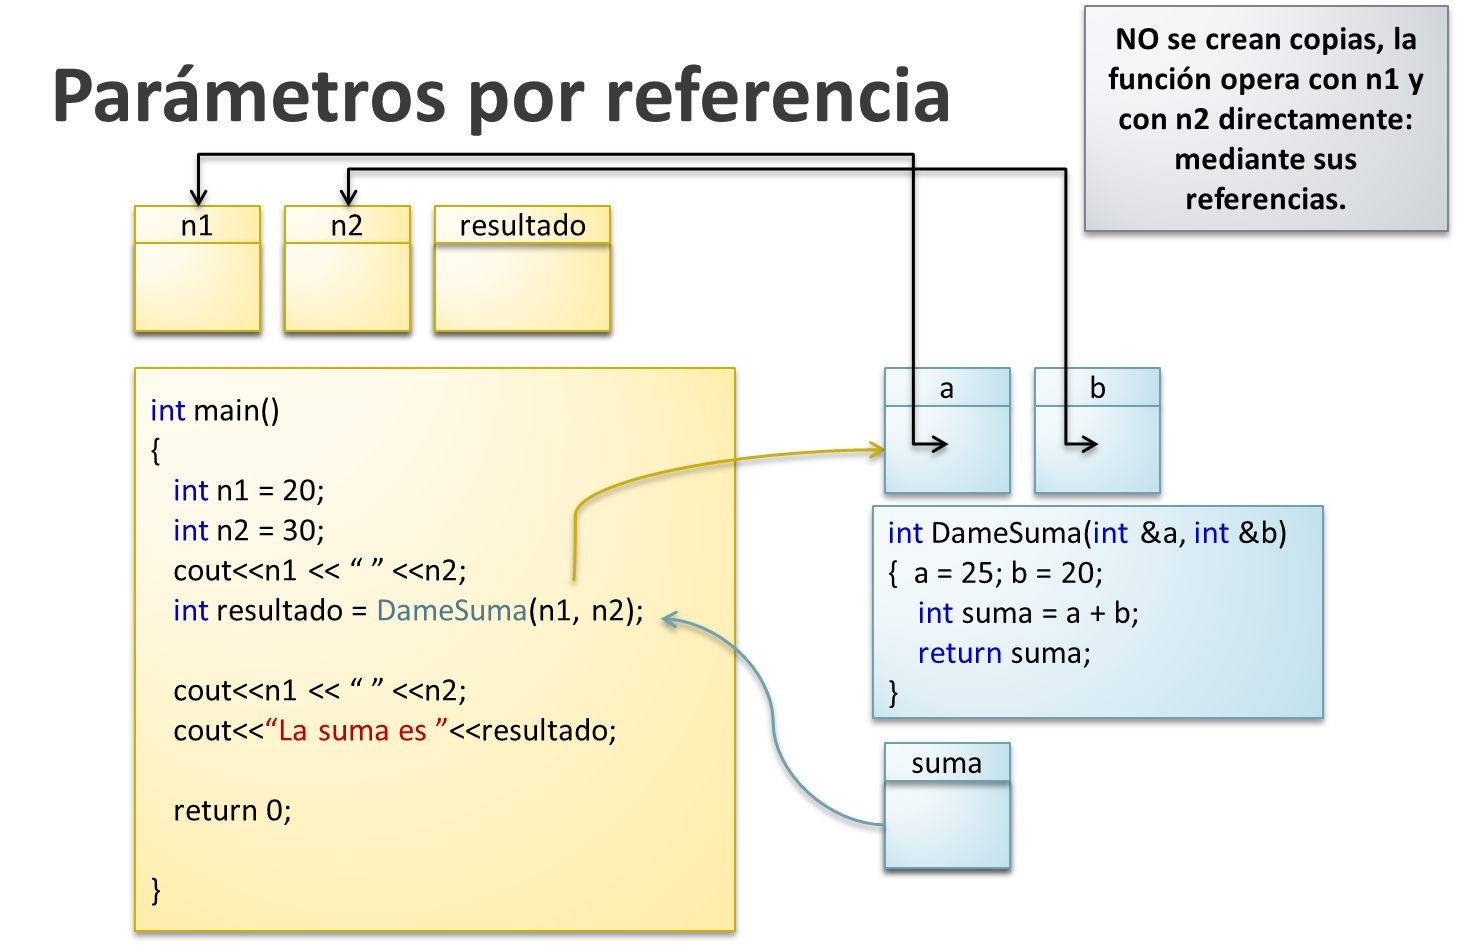 Parámetros por referencia
NO se crean copias, la
función opera con n1 y
con n2 directamente:
mediante sus
referencias.
n1
n2
resultado
int main()
{
int n1 = 20;
int n2 = 30;
cout<<n1 << “ ” <<n2;
int resultado = DameSuma(n1, n2);
cout<<n1 << “ ” <<n2;
cout<<“La suma es ”<<resultado;
return 0;
}
a
b
int DameSuma(int &a, int &b)
{ a = 25; b = 20;
int suma = a + b;
return suma;
}
suma